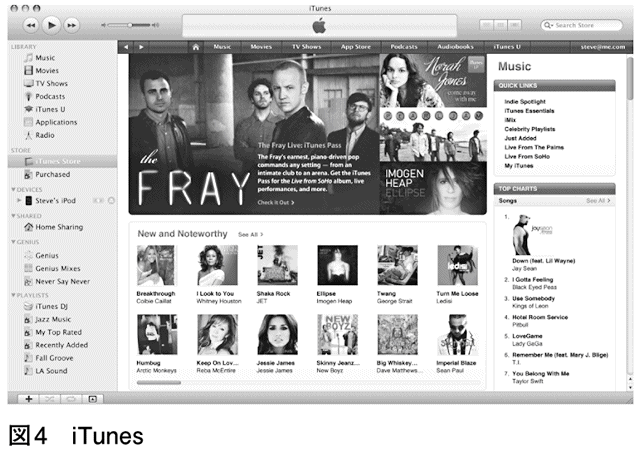 iTunes
Search Store
LIBRARY
Music
Movies
TV Shows
Podcasts
iTunes U
Applications
Radio
STORE
iTunes Store
Purchased
DEVICES
Steve's iPod
SHARED
Home Sharing
GENIUS
Genius
Genius Mixes
Never Say Never
PLAYLISTS
iTunes DJ
Jazz Music
My Top Rated
Recently Added
Fall Groove
LA Sound
Music Movies TV Shows App Store Podcasts Audiobooks iTunes U steve@me.com
the
FRAY
The Fray Live: iTunes Pass
The Fray's earliest, piano-driven pop
commands any setting — from an
intimate club to an arena. Get the iTunes
Pass for the Live from SoHo album, live
performances, and more.
Check it Out >
Norah
Jones
come away
with me
IMOGEN
HEAP
ELLIPSE
Music
QUICK LINKS
Indie Spotlight
iTunes Essentials
iMix
Celebrity Playlists
Just Added
Live From The Palms
Live From SoHo
My iTunes
New and Noteworthy See All >
Breakthrough
Colbie Caillat
I Look to You
Whitney Houston
Shaka Rock
JET
Ellipse
Imogen Heap
Twang
George Strait
Turn Me Loose
Ledisi
Humbug
Arctic Monkeys
Keep On Lov...
Reba McEntire
Jessie James
Jessie James
Skinny Jeanz...
New Boyz
Big Whiskey...
Dave Matthews...
Imperial Blaze
Sean Paul
TOP CHARTS
Songs See All >
1.
Down (feat. Lil Wayne)
Jay Sean
2. I Gotta Feeling
Black Eyed Peas
3. Use Somebody
Kings of Leon
4. Hotel Room Service
Pitbull
5. LoveGame
Lady GaGa
6. Remember Me (feat. Mary J. Blige)
T.I.
7. You Belong With Me
Taylor Swift
図4 iTunes